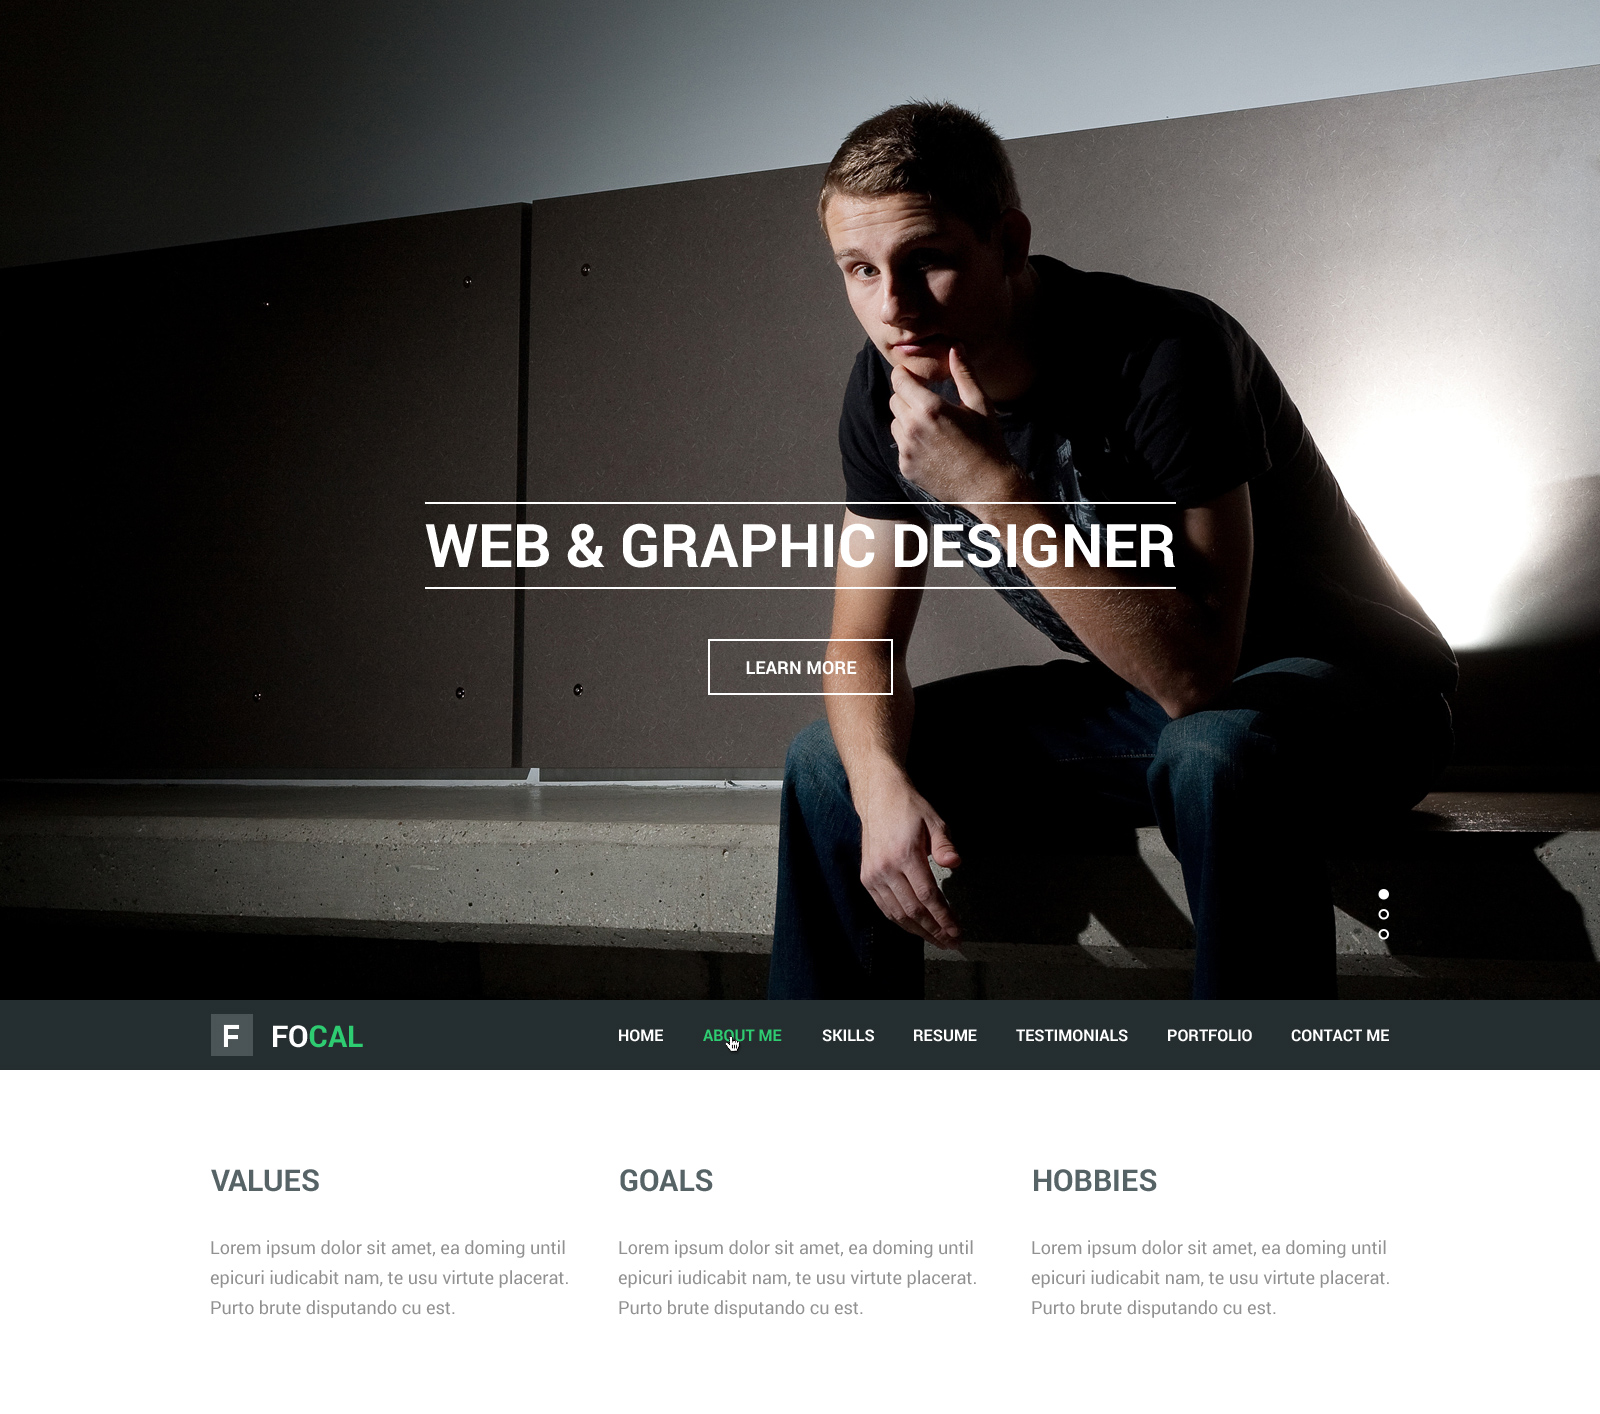 WEB & GRAPHIC DESIGNER
LEARN MORE
F FOCAL
HOME ABOUT ME SKILLS RESUME TESTIMONIALS PORTFOLIO CONTACT ME
VALUES
Lorem ipsum dolor sit amet, ea doming until
epicuri iudicabit nam, te usu virtute placerat.
Purto brute disputando cu est.
GOALS
Lorem ipsum dolor sit amet, ea doming until
epicuri iudicabit nam, te usu virtute placerat.
Purto brute disputando cu est.
HOBBIES
Lorem ipsum dolor sit amet, ea doming until
epicuri iudicabit nam, te usu virtute placerat.
Purto brute disputando cu est.